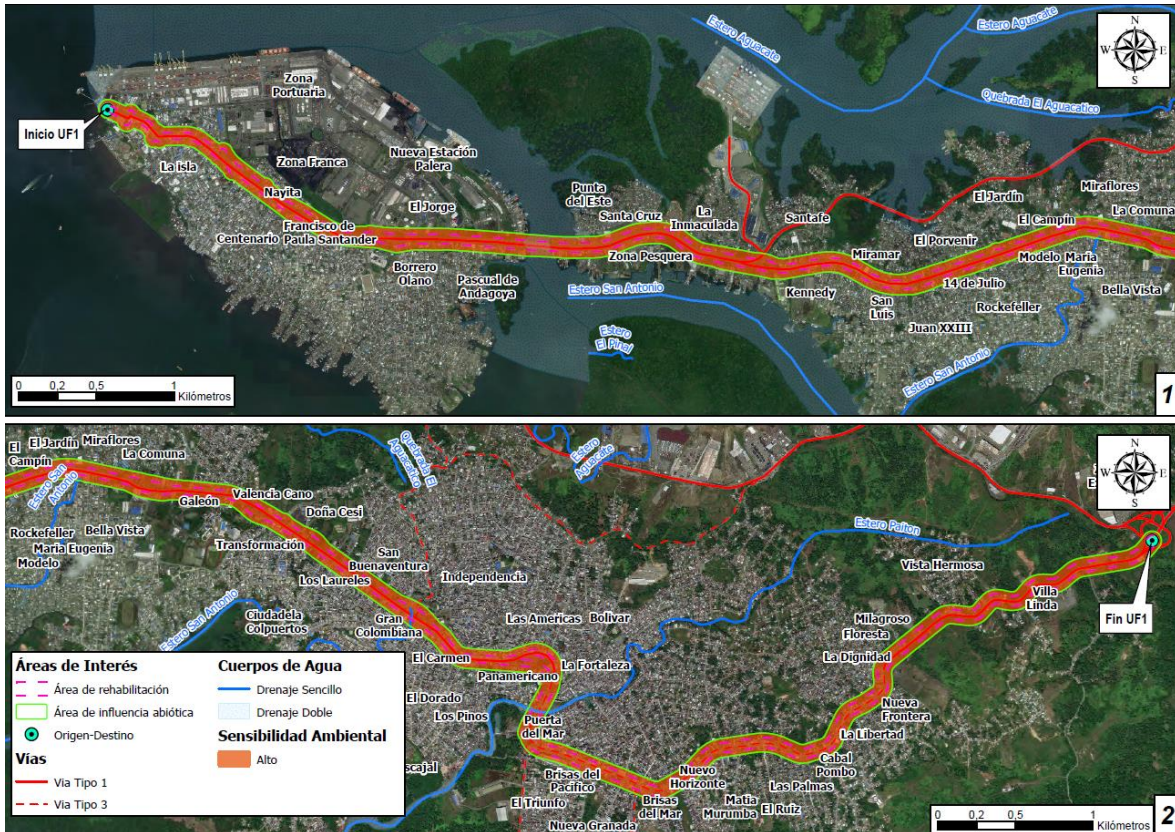 Estero Aguacate
Estero Aguacate
N
W E
S
Quebrada El Aguacatico
Zona
Portuaria
Inicio UF1
La isla
Zona Franca
Nueva Estación
Palera
Nayita
El Jorge
Punta
del Este
Santa Cruz
La
Inmaculada
Santafe
El Jardín
Miraflores
El Campín
La Comuna
Francisco de
Paula Santander
Centenario
Zona Pesquera
Miramar
El Porvenir
Modelo
Maria
Eugenia
Borrero
Olano
Pascual de
Andagoya
Estero San Antonio
Kennedy
San
Luis
14 de Julio
Rockefeller
Bella Vista
Juan XXIII
Estero
El Pinal
Estero San Antonio
0 0,2 0,5 1
Kilómetros
1
El
Campín
El Jardín
Miraflores
La Comuna
Estero San
Antonio
Quebrada El
Aguacatico
Estero
Aguacate
N
W E
S
Galeón
Valencia Cano
Doña Cesi
Rockefeller
Bella Vista
Maria Eugenia
Modelo
Transformación
Los Laureles
San
Buenaventura
Independencia
Estero Paiton
Vista Hermosa
Villa
Linda
Fin UF1
Estero San Antonio
Ciudadela
Colpuertos
Gran
Colombiana
Las Americas
Bolivar
Milagroso
Floresta
El Carmen
Panamericano
La Fortaleza
La Dignidad
El Dorado
Los Pinos
Puerta
del Mar
Nueva
Frontera
La Libertad
Cabal
Pombo
scajal
Brisas del
Pacifico
Nuevo
Horizonte
Las Palmas
El Triunfo
Brisas
del Mar
Matia
Murumba
El Ruiz
Nueva Granada
Áreas de Interés
Área de rehabilitación
Área de influencia abiótica
Origen-Destino
Vías
Via Tipo 1
Via Tipo 3
Cuerpos de Agua
Drenaje Sencillo
Drenaje Doble
Sensibilidad Ambiental
Alto
0 0,2 0,5 1
Kilómetros
2